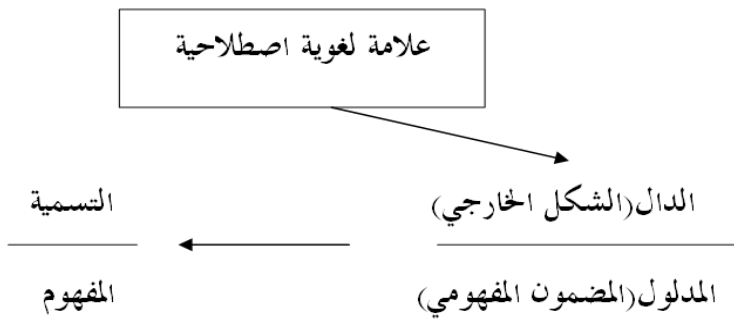 علامة لغوية اصطلاحية
الدال(الشكل الخارجي)
التسمية
المدلول(المضمون المفهومي)
المفهوم